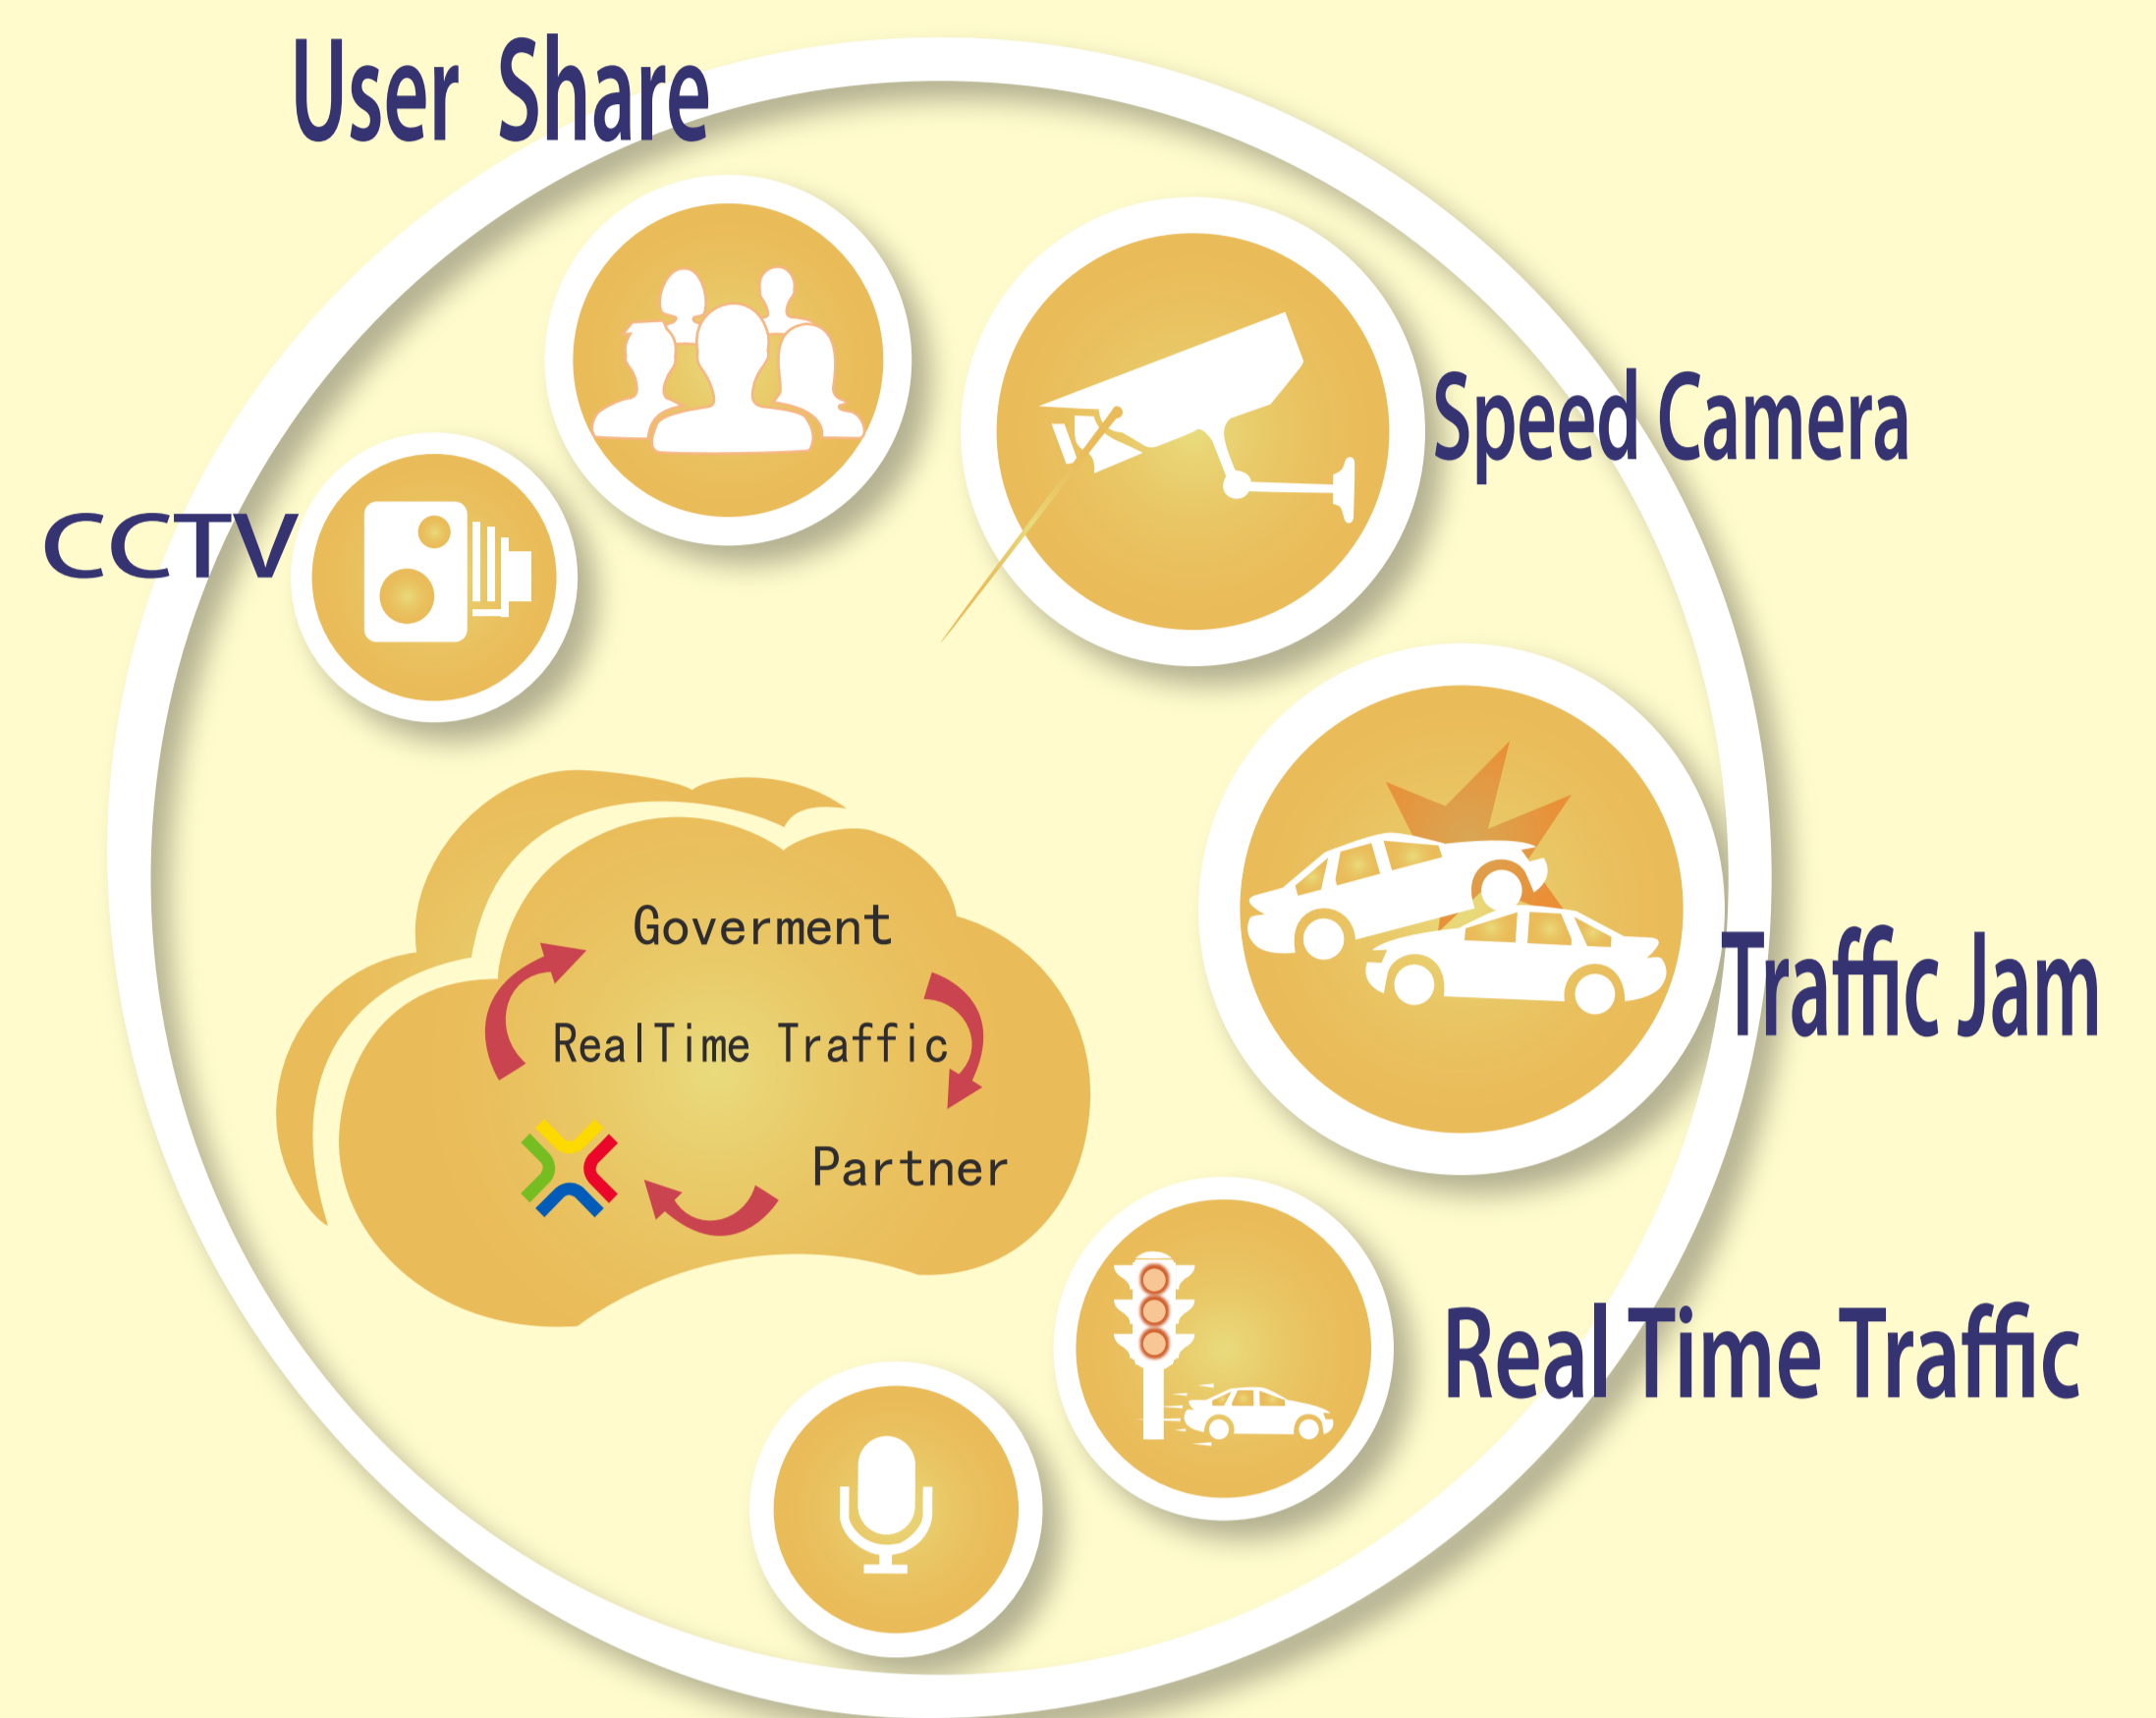 User Share
Speed Camera
CCTV
Goverment
RealTime Traffic
Traffic Jam
Partner
Real Time Traffic